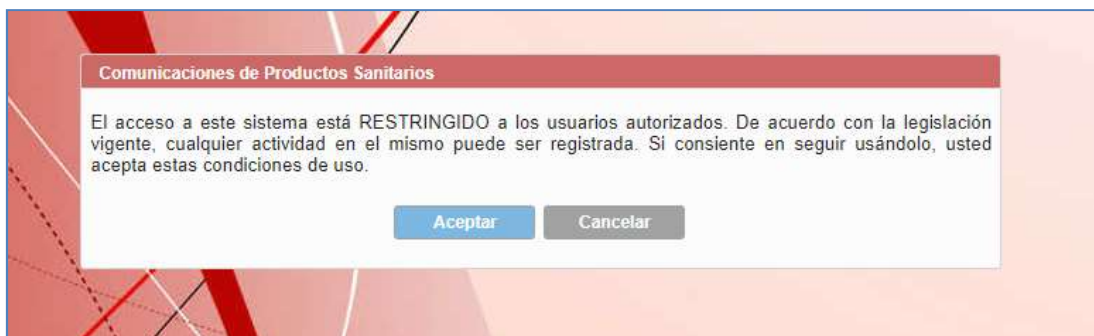 Comunicaciones de Productos Sanitarios
El acceso a este sistema está RESTRINGIDO a los usuarios autorizados. De acuerdo con la legislación
vigente, cualquier actividad en el mismo puede ser registrada. Si consiente en seguir usándolo, usted
acepta estas condiciones de uso.
Aceptar Cancelar